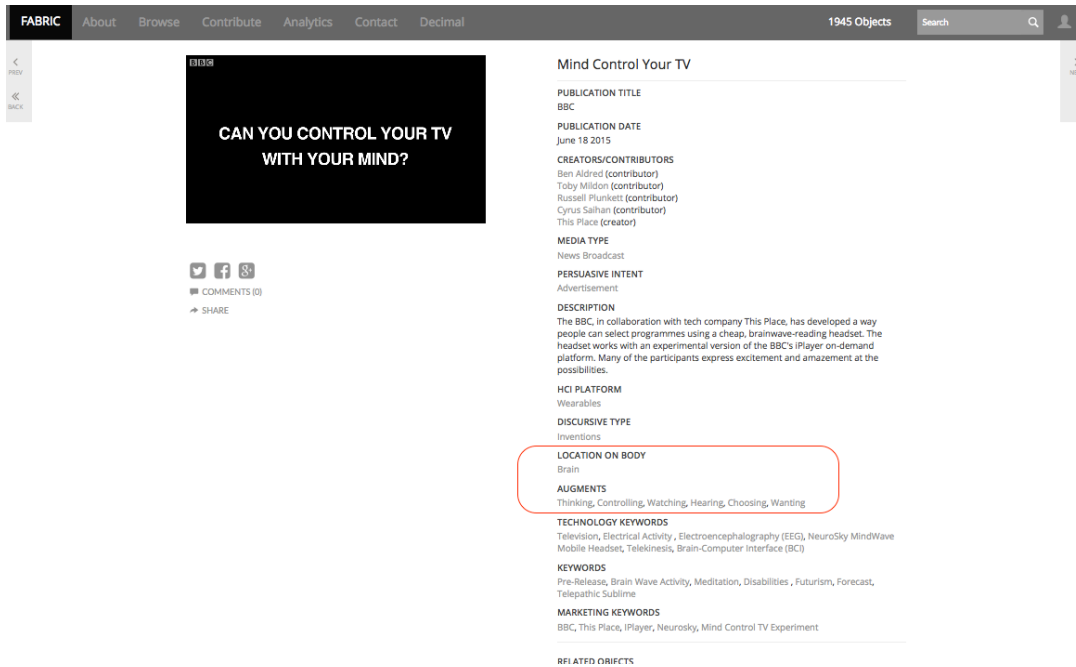 FABRIC About Browse Contribute Analytics Contact Decimal 1945 Objects Search
PREV
BACK
BBC
CAN YOU CONTROL YOUR TV
WITH YOUR MIND?
COMMENTS (0)
SHARE
Mind Control Your TV
PUBLICATION TITLE
BBC
PUBLICATION DATE
June 18 2015
CREATORS/CONTRIBUTORS
Ben Aldred (contributor)
Toby Mildon (contributor)
Russell Plunkett (contributor)
Cyrus Saihan (contributor)
This Place (creator)
MEDIA TYPE
News Broadcast
PERSUASIVE INTENT
Advertisement
DESCRIPTION
The BBC, in collaboration with tech company This Place, has developed a way
people can select programmes using a cheap, brainwave-reading headset. The
headset works with an experimental version of the BBC's iPlayer on-demand
platform. Many of the participants express excitement and amazement at the
possibilities.
HCI PLATFORM
Wearables
DISCURSIVE TYPE
Inventions
LOCATION ON BODY
Brain
AUGMENTS
Thinking, Controlling, Watching, Hearing, Choosing, Wanting
TECHNOLOGY KEYWORDS
Television, Electrical Activity , Electroencephalography (EEG), NeuroSky MindWave
Mobile Headset, Telekinesis, Brain-Computer Interface (BCI)
KEYWORDS
Pre-Release, Brain Wave Activity, Meditation, Disabilities , Futurism, Forecast,
Telepathic Sublime
MARKETING KEYWORDS
BBC, This Place, IPlayer, Neurosky, Mind Control TV Experiment
RELATED OBJECTS